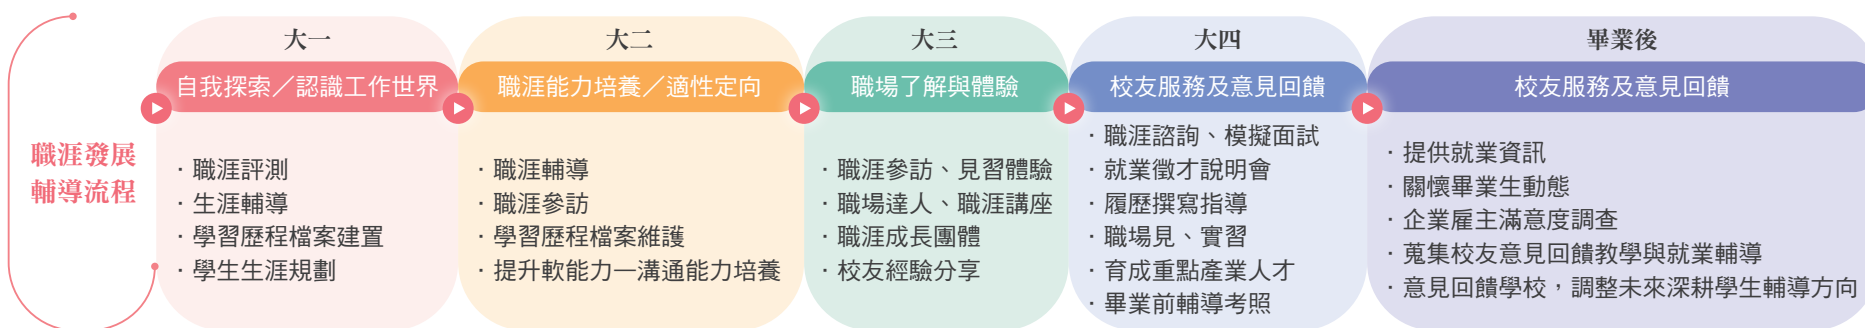 職涯發展
輔導流程
大一
自我探索／認識工作世界
．職涯評測
．生涯輔導
．學習歷程檔案建置
．學生生涯規劃
大二
職涯能力培養／適性定向
．職涯輔導
．職涯參訪
．學習歷程檔案維護
．提升軟能力—溝通能力培養
大三
職場了解與體驗
．職涯參訪、見習體驗
．職場達人、職涯講座
．職涯成長團體
．校友經驗分享
大四
校友服務及意見回饋
．職涯諮詢、模擬面試
．就業徵才說明會
．履歷撰寫指導
．職場見、實習
．育成重點產業人才
．畢業前輔導考照
畢業後
校友服務及意見回饋
．提供就業資訊
．關懷畢業生動態
．企業雇主滿意度調查
．蒐集校友意見回饋教學與就業輔導
．意見回饋學校，調整未來深耕學生輔導方向